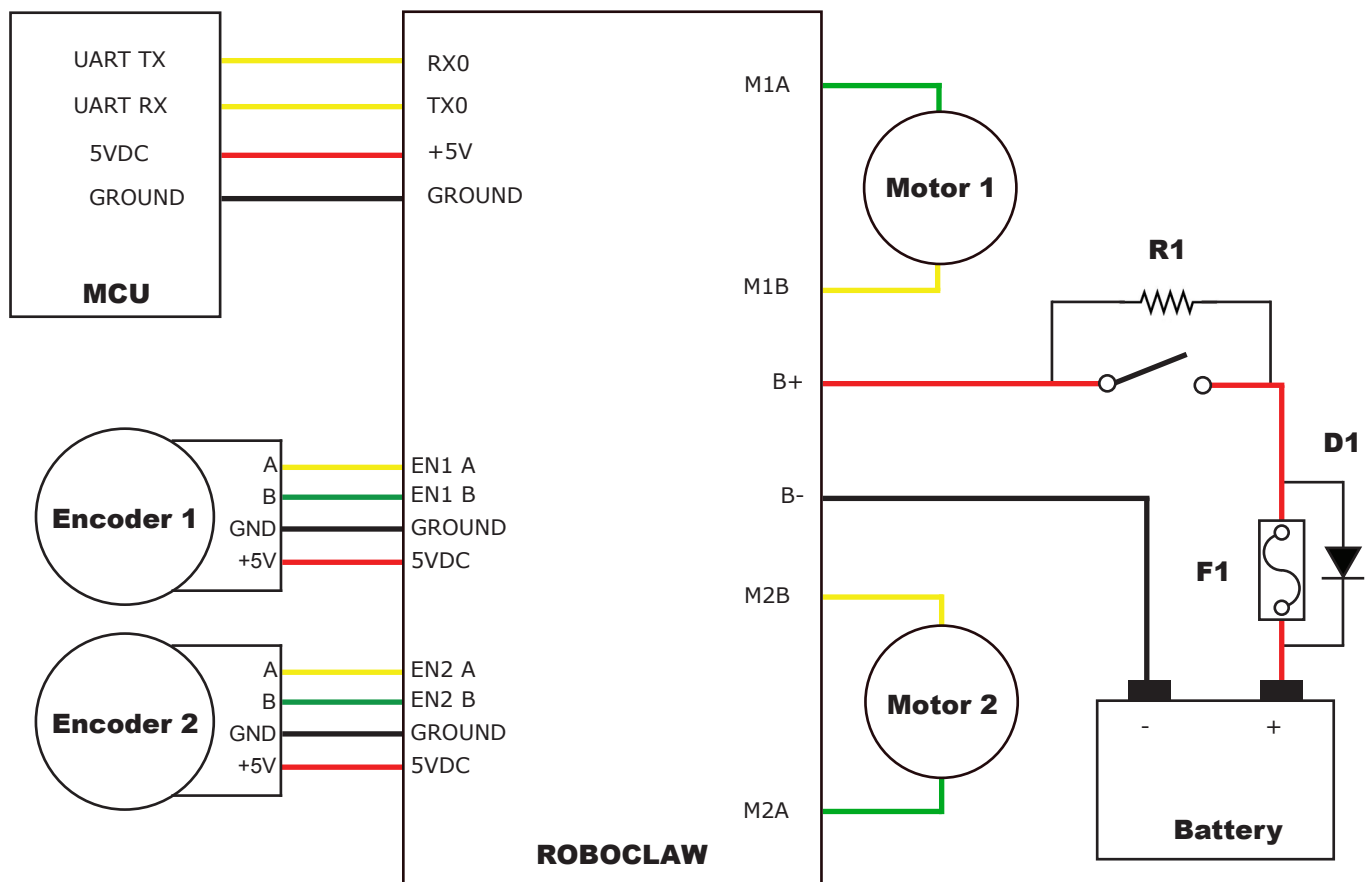 UART TX
UART RX
5VDC
GROUND
MCU
RX0
TX0
+5V
GROUND
M1A
Motor 1
M1B
R1
B+
D1
B-
F1
M2B
Motor 2
M2A
- +
Battery
Encoder 1
A
B
GND
+5V
EN1 A
EN1 B
GROUND
5VDC
Encoder 2
A
B
GND
+5V
EN2 A
EN2 B
GROUND
5VDC
ROBOCLAW